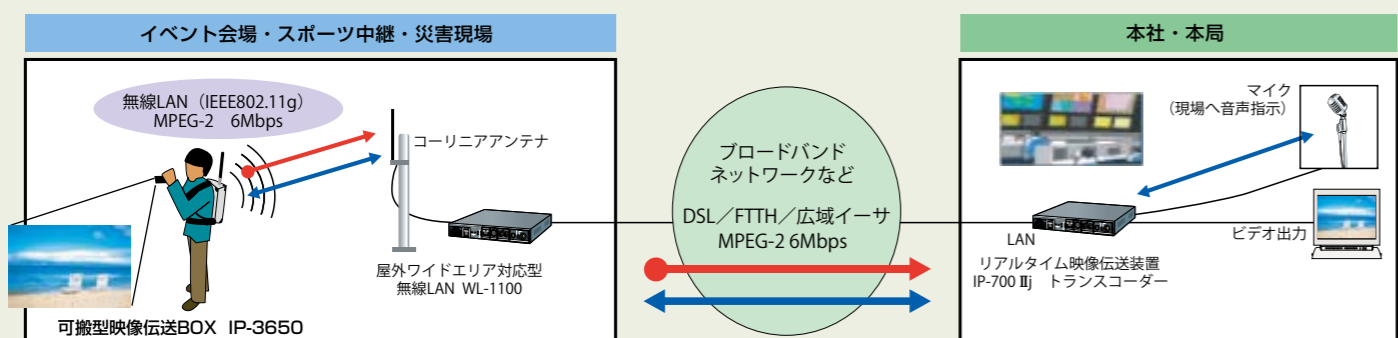 イベント会場・スポーツ中継・災害現場
無線LAN（IEEE802.11g）
MPEG-2　6Mbps
コーリニアアンテナ
屋外ワイドエリア対応型
無線LAN WL-1100
可搬型映像伝送BOX IP-3650
ブロードバンド
ネットワークなど
DSL／FTTH／広域イーサ
MPEG-2 6Mbps
本社・本局
マイク
（現場へ音声指示）
LAN
ビデオ出力
リアルタイム映像伝送装置
IP-700 Ⅱj　トランスコーダー